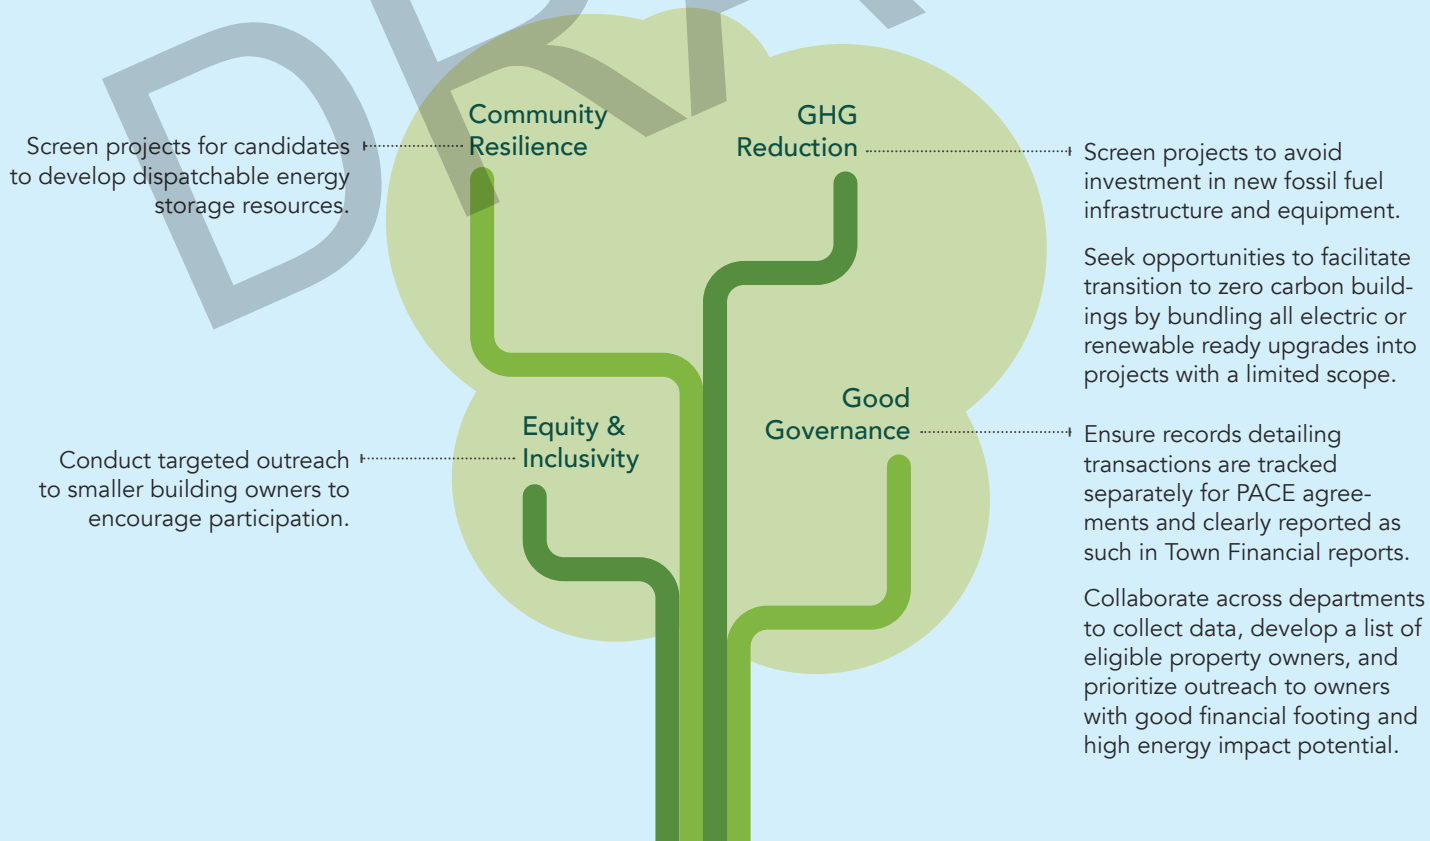 DRA
Community
Resilience
Screen projects for candidates
to develop dispatchable energy
storage resources.
GHG
Reduction
Screen projects to avoid
investment in new fossil fuel
infrastructure and equipment.
Seek opportunities to facilitate
transition to zero carbon build-
ings by bundling all electric or
renewable ready upgrades into
projects with a limited scope.
Equity &
Inclusivity
Conduct targeted outreach
to smaller building owners to
encourage participation.
Good
Governance
Ensure records detailing
transactions are tracked
separately for PACE agree-
ments and clearly reported as
such in Town Financial reports.
Collaborate across departments
to collect data, develop a list of
eligible property owners, and
prioritize outreach to owners
with good financial footing and
high energy impact potential.